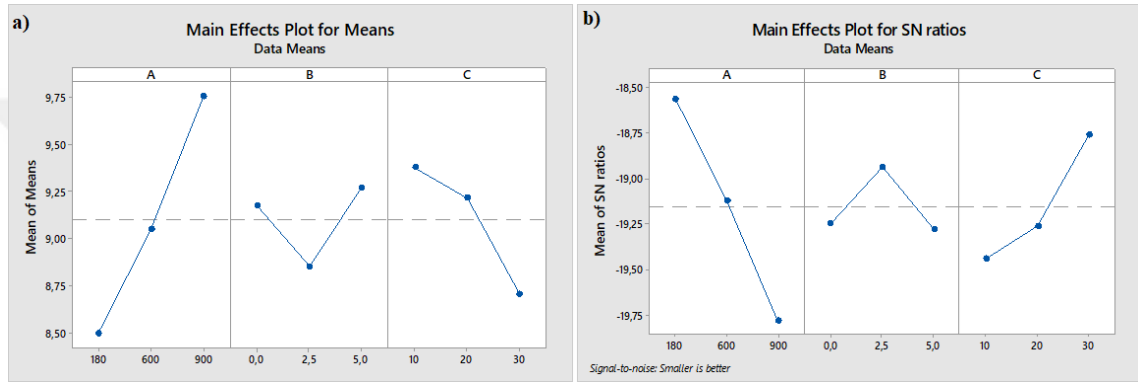 a)
Main Effects Plot for Means
Data Means
A B C
Mean of Means
9,75
9,50
9,25
9,00
8,75
8,50
180 600 900 0,0 2,5 5,0 10 20 30
b)
Main Effects Plot for SN ratios
Data Means
A B C
Mean of SN ratios
-18,50
-18,75
-19,00
-19,25
-19,50
-19,75
180 600 900 0,0 2,5 5,0 10 20 30
Signal-to-noise: Smaller is better